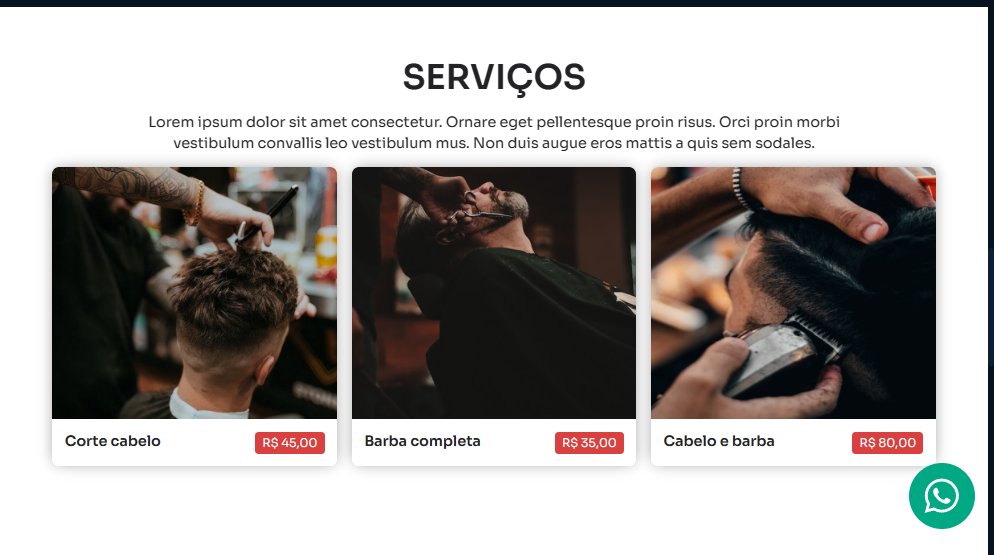 SERVIÇOS
Lorem ipsum dolor sit amet consectetur. Ornare eget pellentesque proin risus. Orci proin morbi
vestibulum convallis leo vestibulum mus. Non duis augue eros mattis a quis sem sodales.
Corte cabelo R$ 45,00
Barba completa R$ 35,00
Cabelo e barba R$ 80,00